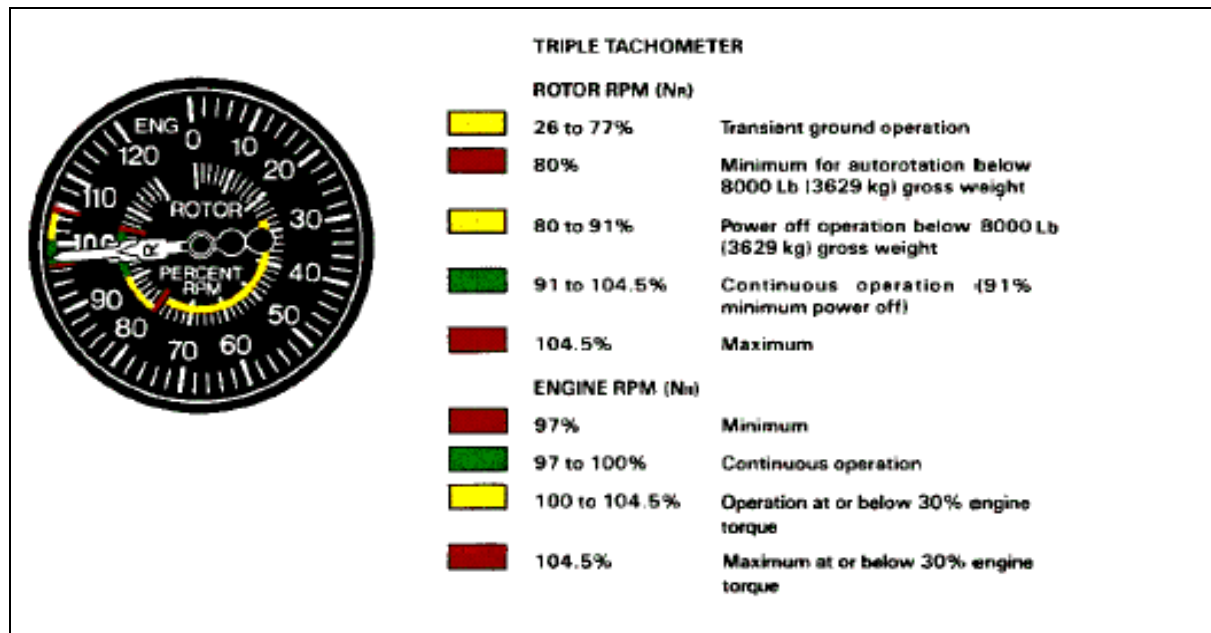 TRIPLE TACHOMETER
ROTOR RPM (NR)
26 to 77% Transient ground operation
80% Minimum for autorotation below
8000 Lb (3629 kg) gross weight
80 to 91% Power off operation below 8000 Lb
(3629 kg) gross weight
91 to 104.5% Continuous operation (91%
minimum power off)
104.5% Maximum
ENGINE RPM (NII)
97% Minimum
97 to 100% Continuous operation
100 to 104.5% Operation at or below 30% engine
torque
104.5% Maximum at or below 30% engine
torque
ENG
0
10
20
30
40
50
60
70
80
90
100
110
120
ROTOR
R
PERCENT
RPM